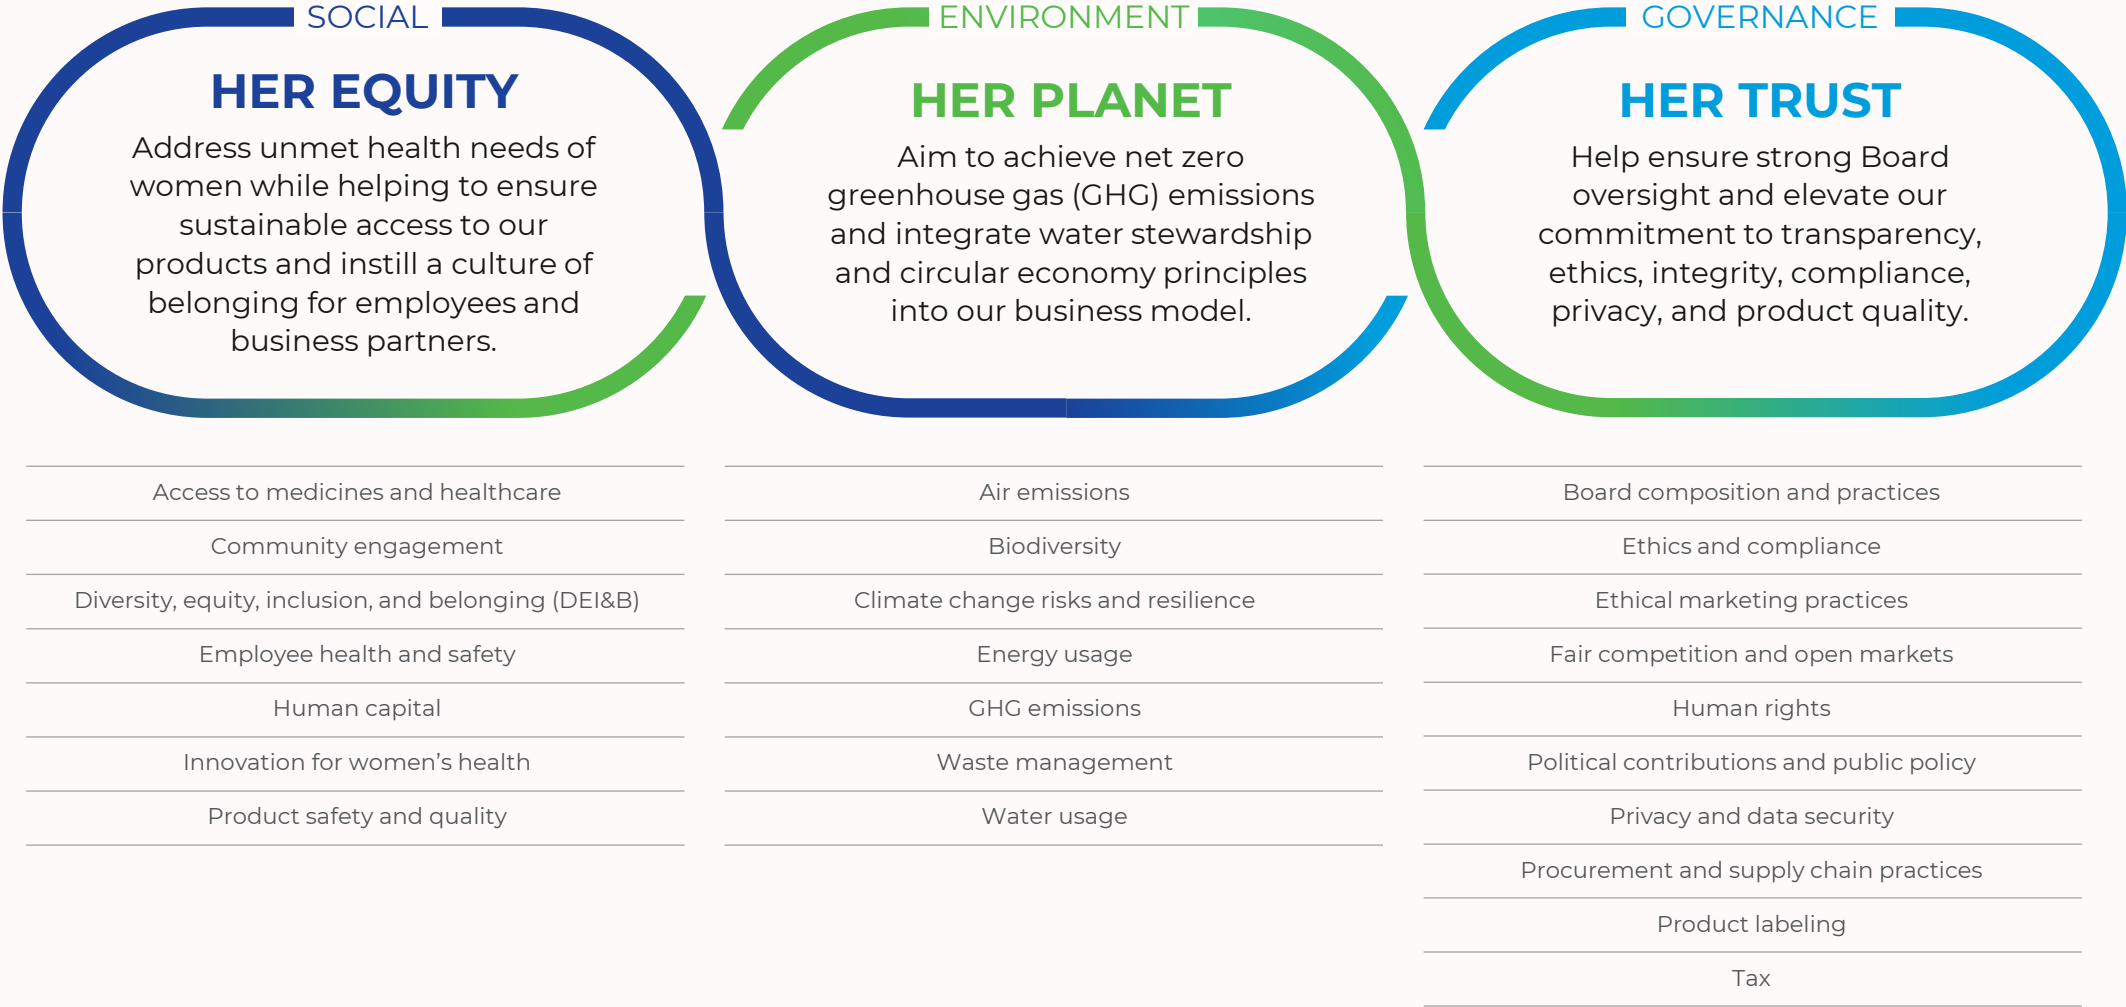 SOCIAL
HER EQUITY
Address unmet health needs of
women while helping to ensure
sustainable access to our
products and instill a culture of
belonging for employees and
business partners.
Access to medicines and healthcare
Community engagement
Diversity, equity, inclusion, and belonging (DEI&B)
Employee health and safety
Human capital
Innovation for women’s health
Product safety and quality
ENVIRONMENT
HER PLANET
Aim to achieve net zero
greenhouse gas (GHG) emissions
and integrate water stewardship
and circular economy principles
into our business model.
Air emissions
Biodiversity
Climate change risks and resilience
Energy usage
GHG emissions
Waste management
Water usage
GOVERNANCE
HER TRUST
Help ensure strong Board
oversight and elevate our
commitment to transparency,
ethics, integrity, compliance,
privacy, and product quality.
Board composition and practices
Ethics and compliance
Ethical marketing practices
Fair competition and open markets
Human rights
Political contributions and public policy
Privacy and data security
Procurement and supply chain practices
Product labeling
Tax